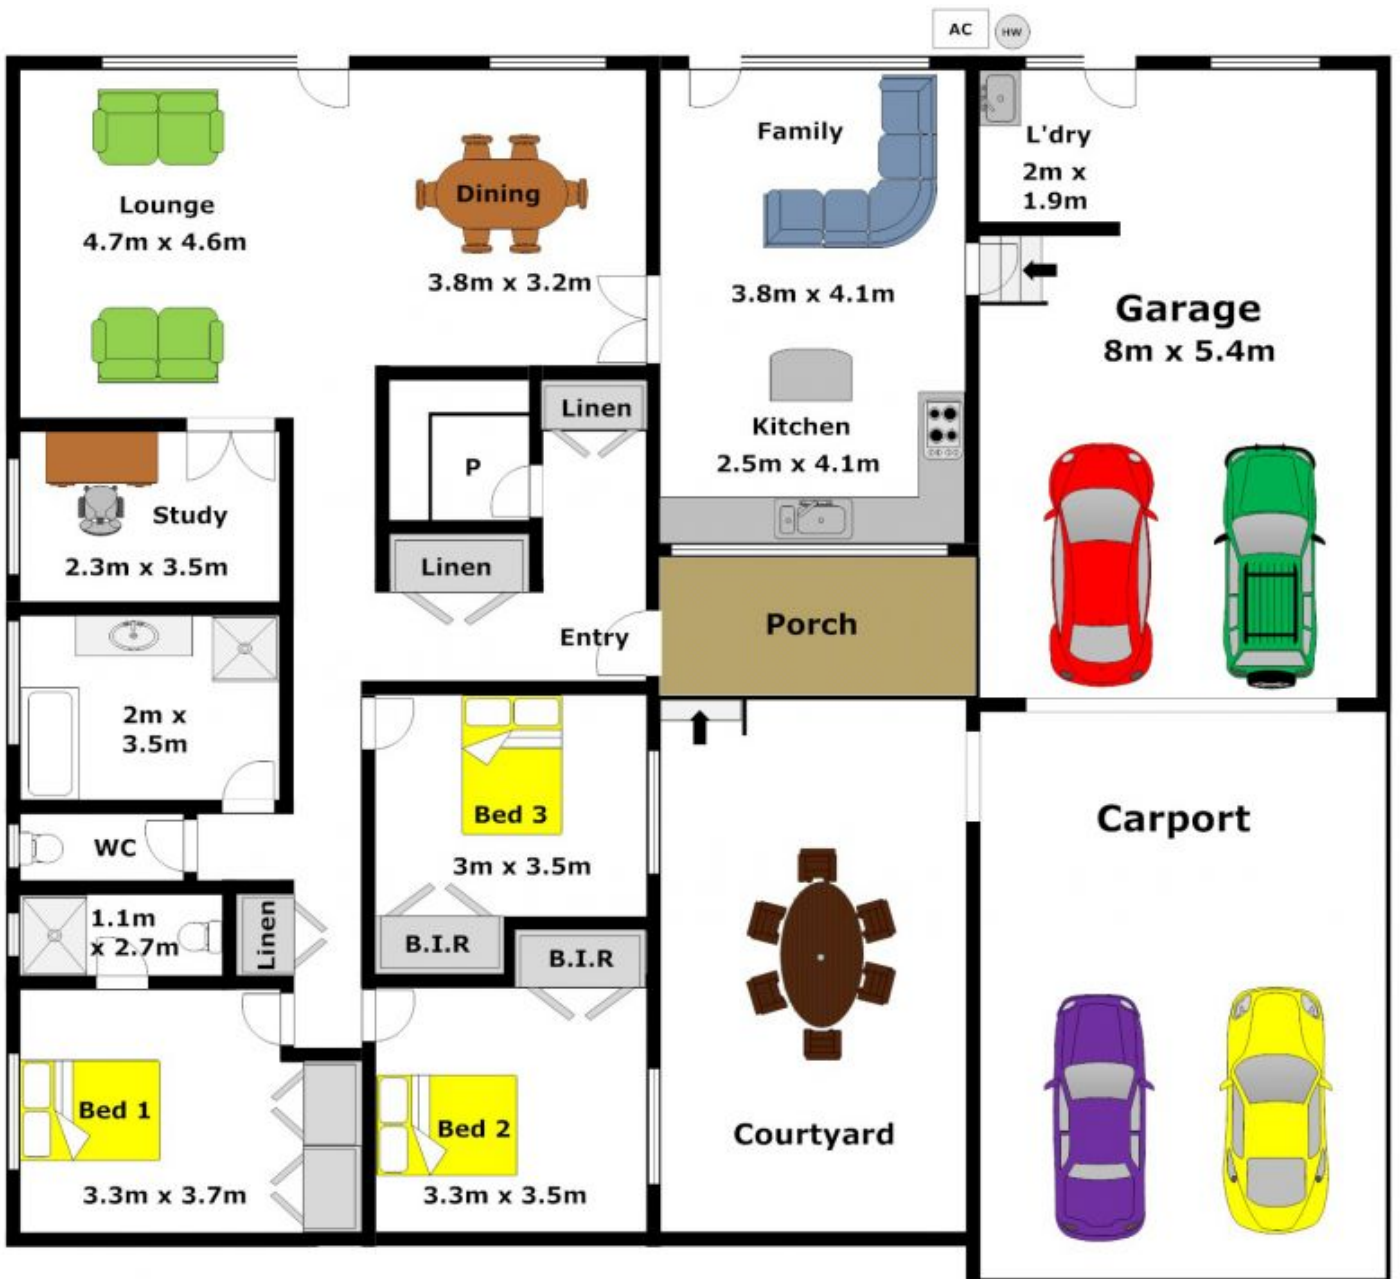 AC
HW
Family
L'dry
2m x
1.9m
Lounge
4.7m x 4.6m
Dining
3.8m x 3.2m
3.8m x 4.1m
Garage
8m x 5.4m
Linen
P
Kitchen
2.5m x 4.1m
Study
2.3m x 3.5m
Linen
Entry
Porch
2m x
3.5m
WC
Bed 3
3m x 3.5m
Carport
1.1m
x 2.7m
Linen
B.I.R
B.I.R
Bed 1
3.3m x 3.7m
Bed 2
3.3m x 3.5m
Courtyard